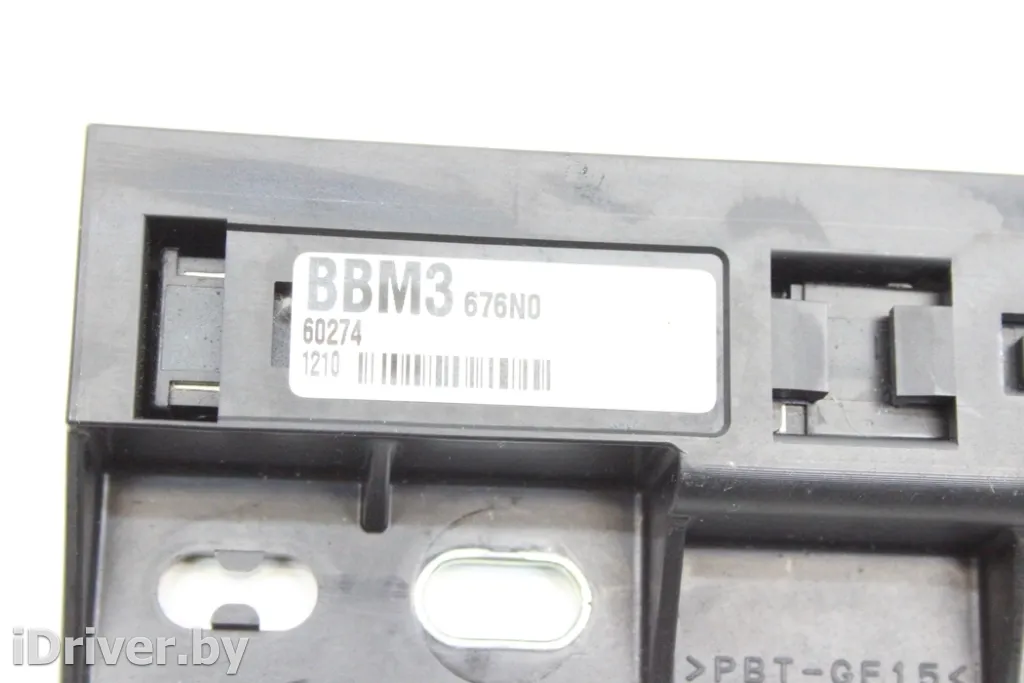 BBM3 676N0
60274
1210
>PBT-GF15<
iDriver.by